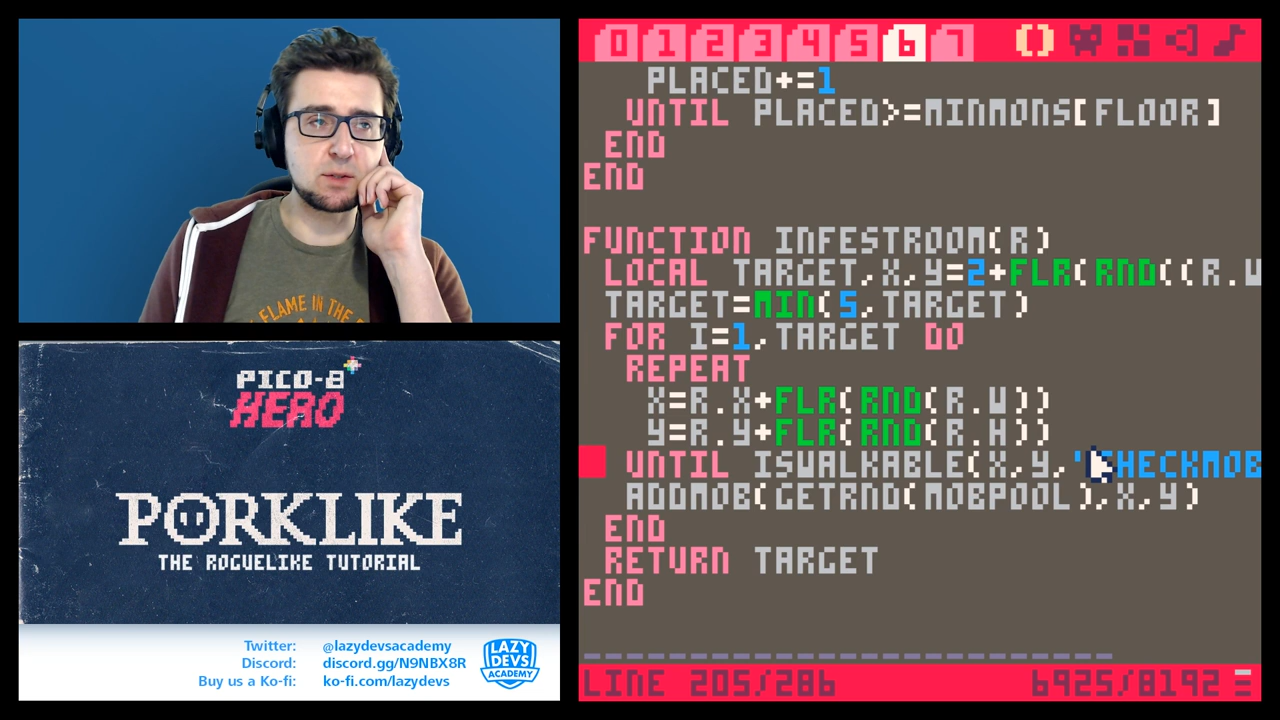 FLAME IN THE
PICO-8
HERO
PORKLIKE
THE ROGUELIKE TUTORIAL
Twitter: @lazydevsacademy
Discord: discord.gg/N9NBX8R
Buy us a Ko-fi: ko-fi.com/lazydevs
LAZY
DEVS
ACADEMY
0 1 2 3 4 5 6 7
PLACED+=1
UNTIL PLACED>=MINMONS[FLOOR]
END
END
FUNCTION INFESTROOM(R)
LOCAL TARGET,X,Y=2+FLR(RND((R.W
TARGET=MIN(5,TARGET)
FOR I=1,TARGET DO
REPEAT
X=R.X+FLR(RND(R.W))
Y=R.Y+FLR(RND(R.H))
UNTIL ISWALKABLE(X,Y,"CHECKMOB
ADDMOB(GETRND(MOBPOOL),X,Y)
END
RETURN TARGET
END
LINE 205/286 6925/8192